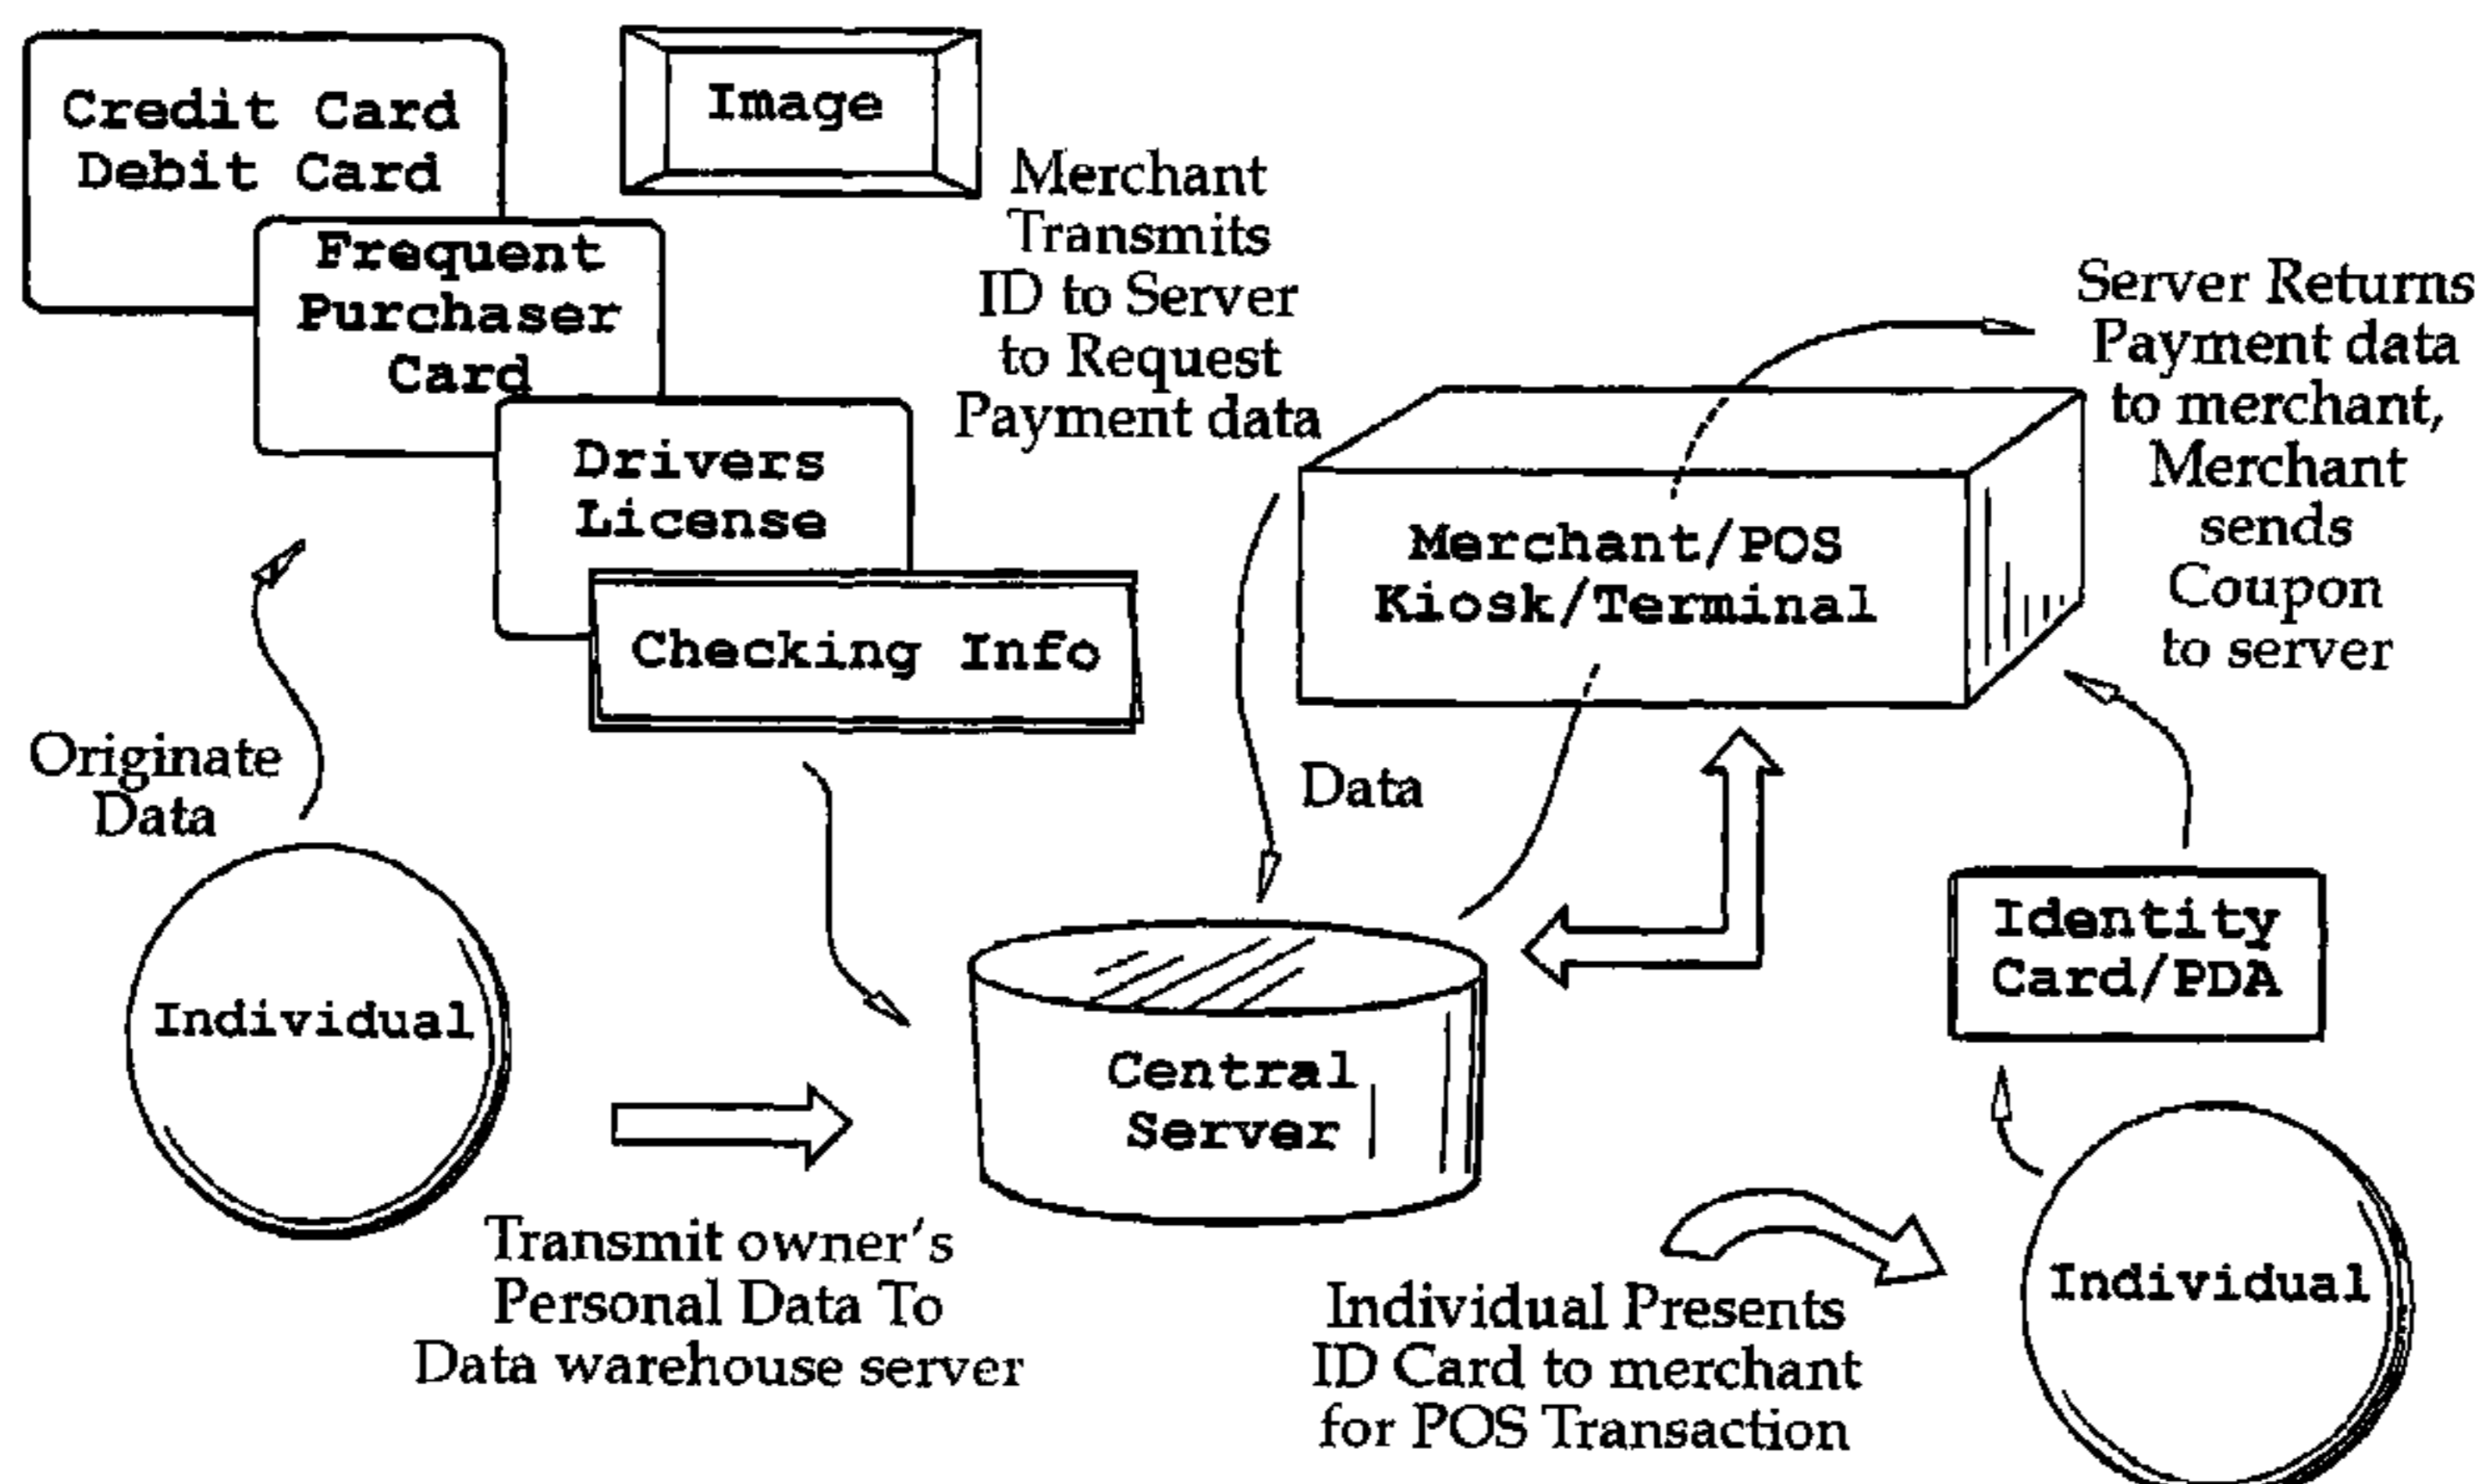 Credit Card
Debit Card
Image
Frequent
Purchaser
Card
Drivers
License
Checking Info
Merchant
Transmits
ID to Server
to Request
Payment data
Server Returns
Payment data
to merchant,
Merchant
sends
Coupon
to server
Merchant/POS
Kiosk/Terminal
Originate
Data
Data
Individual
Central
Server
Identity
Card/PDA
Transmit owner's
Personal Data To
Data warehouse server
Individual Presents
ID Card to merchant
for POS Transaction
Individual